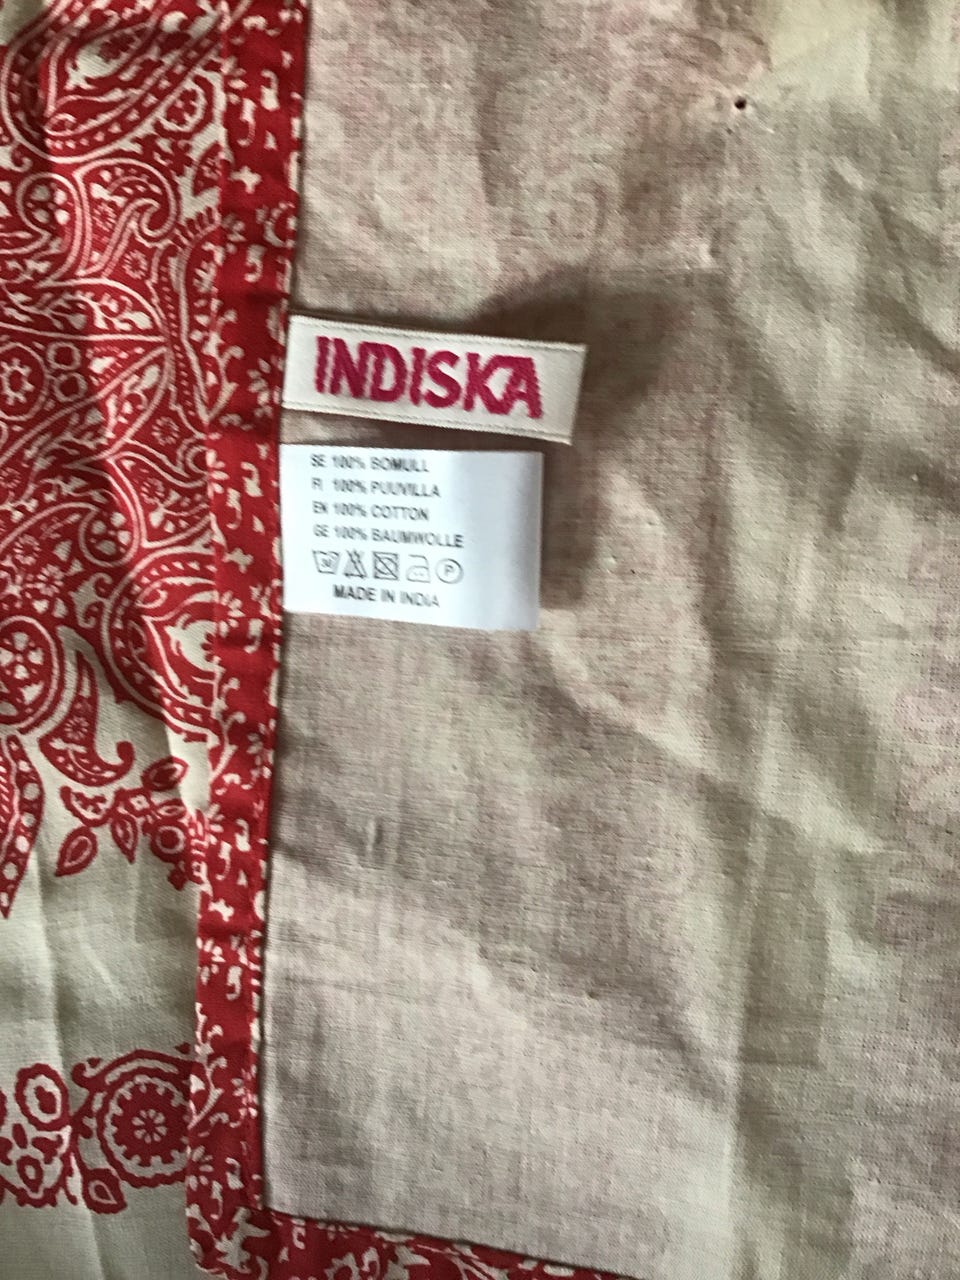 INDISKA
SE 100% BOMULL
FI 100% PUUVILLA
EN 100% COTTON
GE 100% BAUMWOLLE
P
MADE IN INDIA